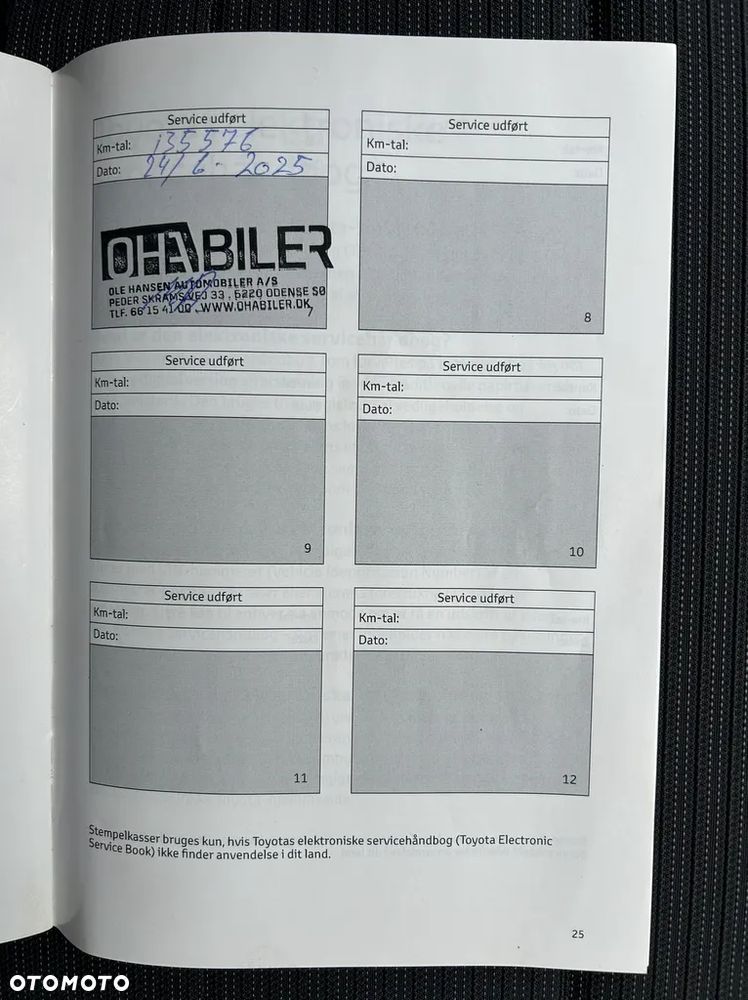 Service udført
Km-tal: 135576
Dato: 24/6-2025
OHA BILER
OLE HANSEN AUTOMOBILER A/S
PEDER SKRAMS VEJ 33 . 5220 ODENSE SØ
TLF. 66 15 41 00 . WWW.OHABILER.DK
Service udført
Km-tal:
Dato:
8
Service udført
Km-tal:
Dato:
9
Service udført
Km-tal:
Dato:
10
Service udført
Km-tal:
Dato:
11
Service udført
Km-tal:
Dato:
12
Stempelkasser bruges kun, hvis Toyotas elektroniske servicehåndbog (Toyota Electronic
Service Book) ikke finder anvendelse i dit land.
25
OTOMOTO